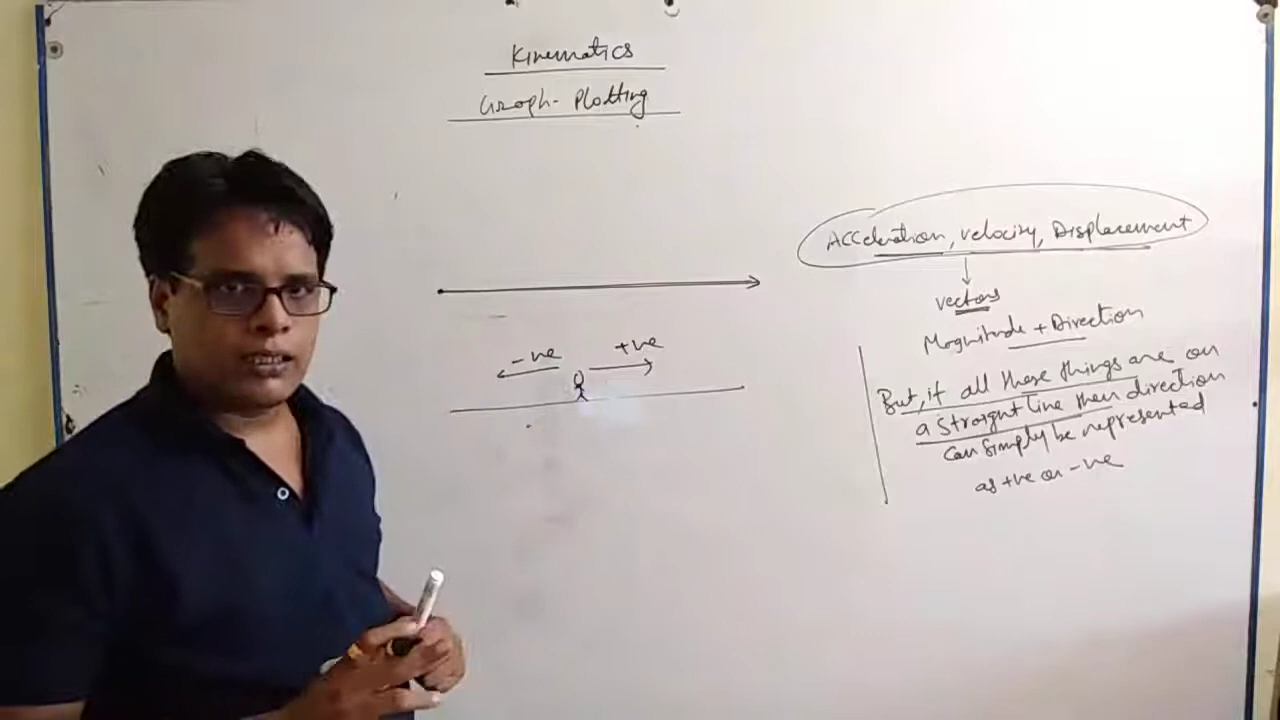 Kinematics
Graph-Plotting
Acceleration, velocity, Displacement
vectors
Magnitude + Direction
-ve
+ve
But, if all these things are on
a straight line then direction
can simply be represented
as +ve or -ve